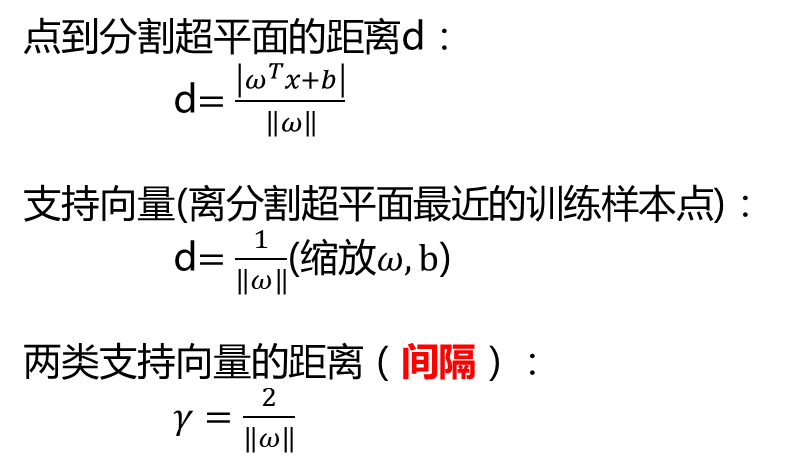 点到分割超平面的距离d：
d= |ω^T x+b| / ‖ω‖
支持向量(离分割超平面最近的训练样本点)：
d= 1/‖ω‖ (缩放ω, b)
两类支持向量的距离（间隔）：
γ = 2/‖ω‖